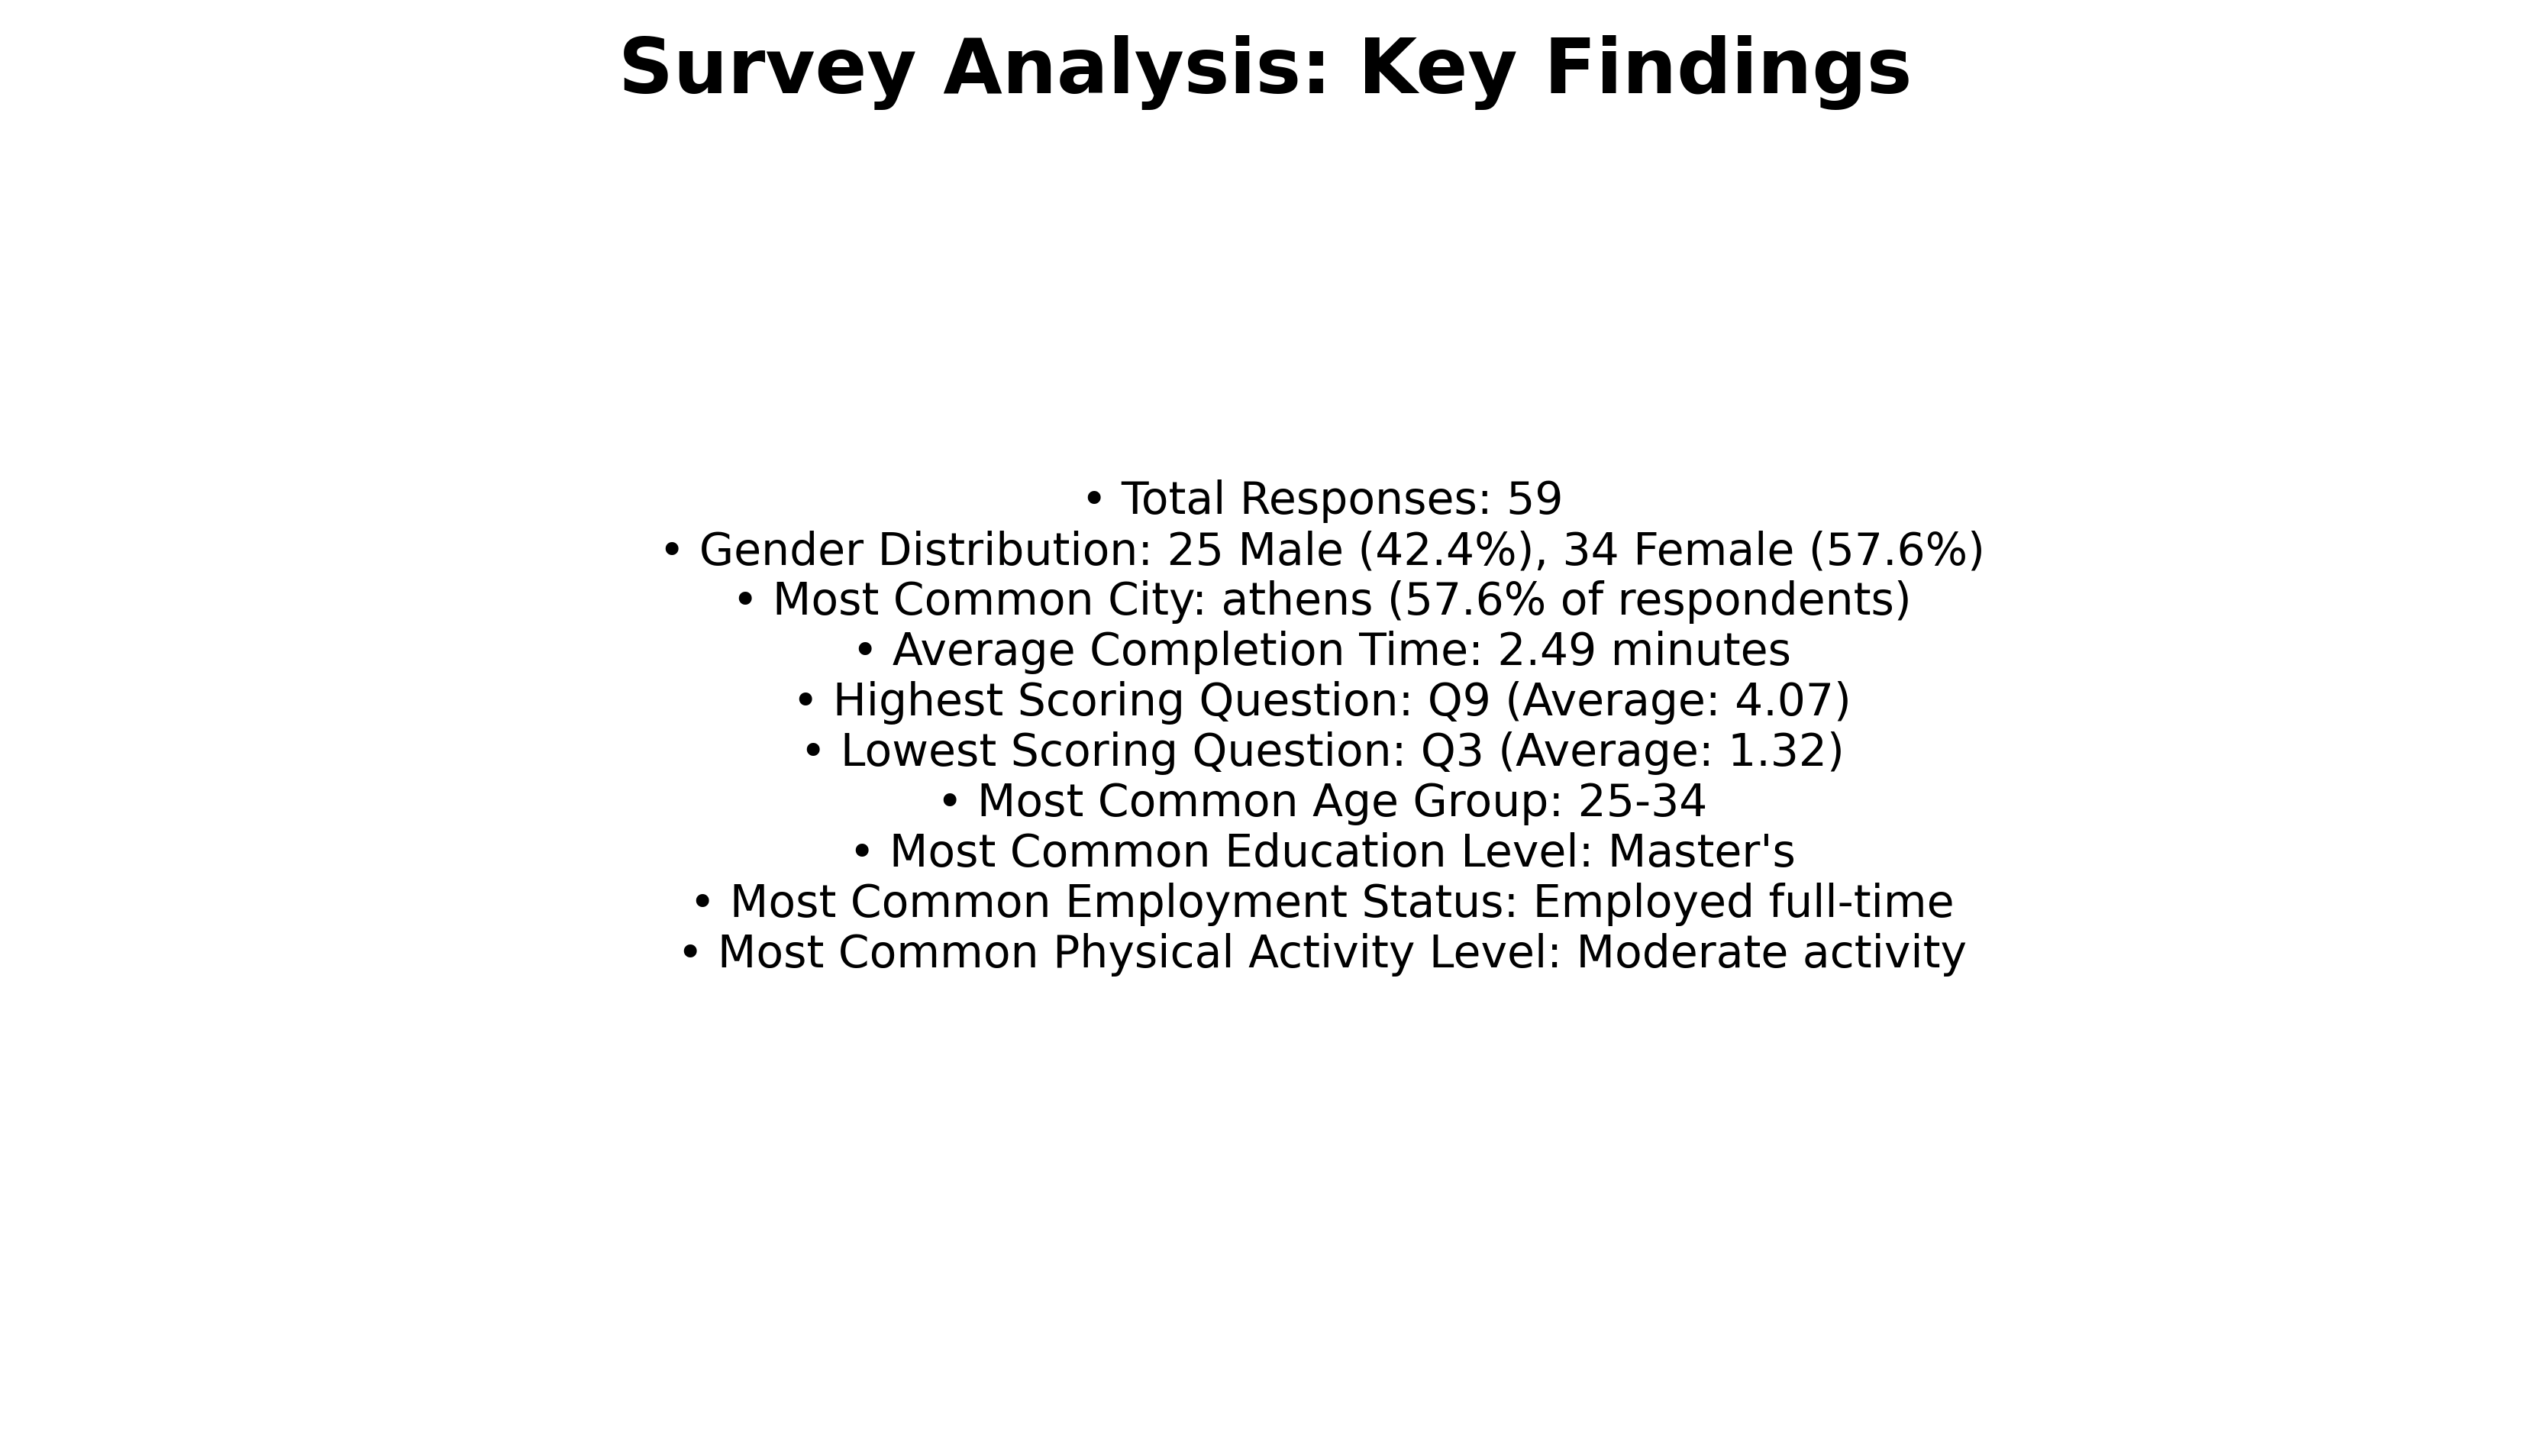 Survey Analysis: Key Findings
• Total Responses: 59
• Gender Distribution: 25 Male (42.4%), 34 Female (57.6%)
• Most Common City: athens (57.6% of respondents)
• Average Completion Time: 2.49 minutes
• Highest Scoring Question: Q9 (Average: 4.07)
• Lowest Scoring Question: Q3 (Average: 1.32)
• Most Common Age Group: 25-34
• Most Common Education Level: Master's
• Most Common Employment Status: Employed full-time
• Most Common Physical Activity Level: Moderate activity